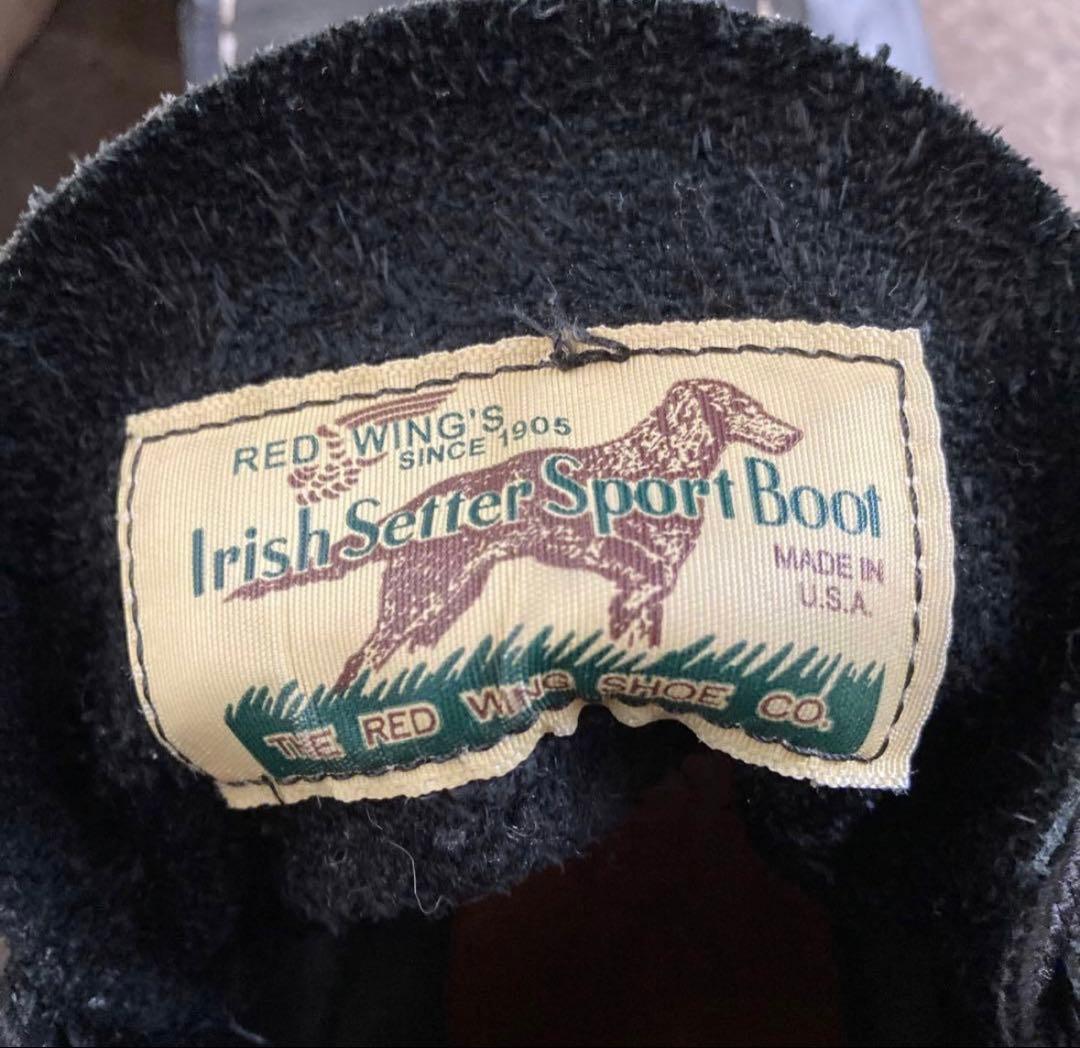 RED WING'S
SINCE 1905
Irish Setter Sport Boot
MADE IN
U.S.A.
THE RED WING SHOE CO.